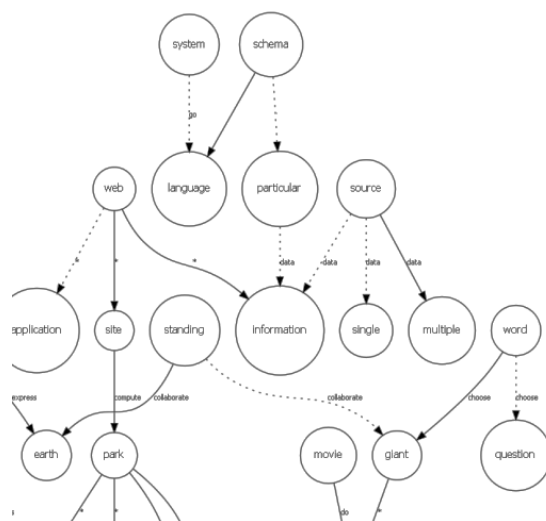 system schema
go
web language particular source
* * data data data data
application site standing information single multiple word
express compute collaborate collaborate choose choose
earth park movie giant question
* * do *